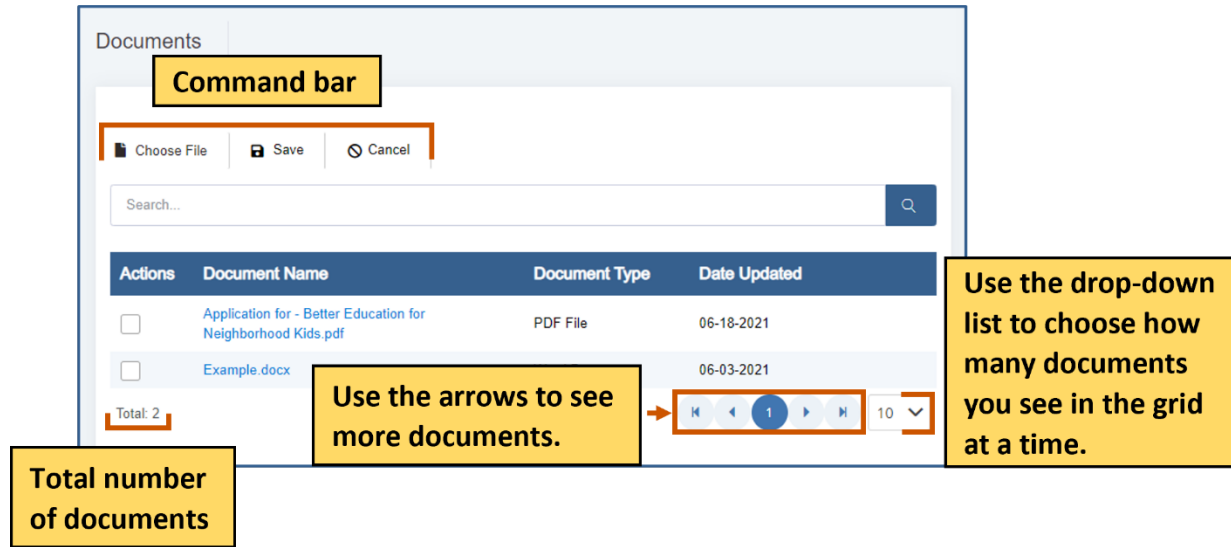 Documents
Command bar
Choose File
Save
Cancel
Search...
Actions Document Name Document Type Date Updated
Application for - Better Education for
Neighborhood Kids.pdf
PDF File
06-18-2021
Example.docx
06-03-2021
Total: 2
Use the arrows to see
more documents.
1
10
Use the drop-down
list to choose how
many documents
you see in the grid
at a time.
Total number
of documents